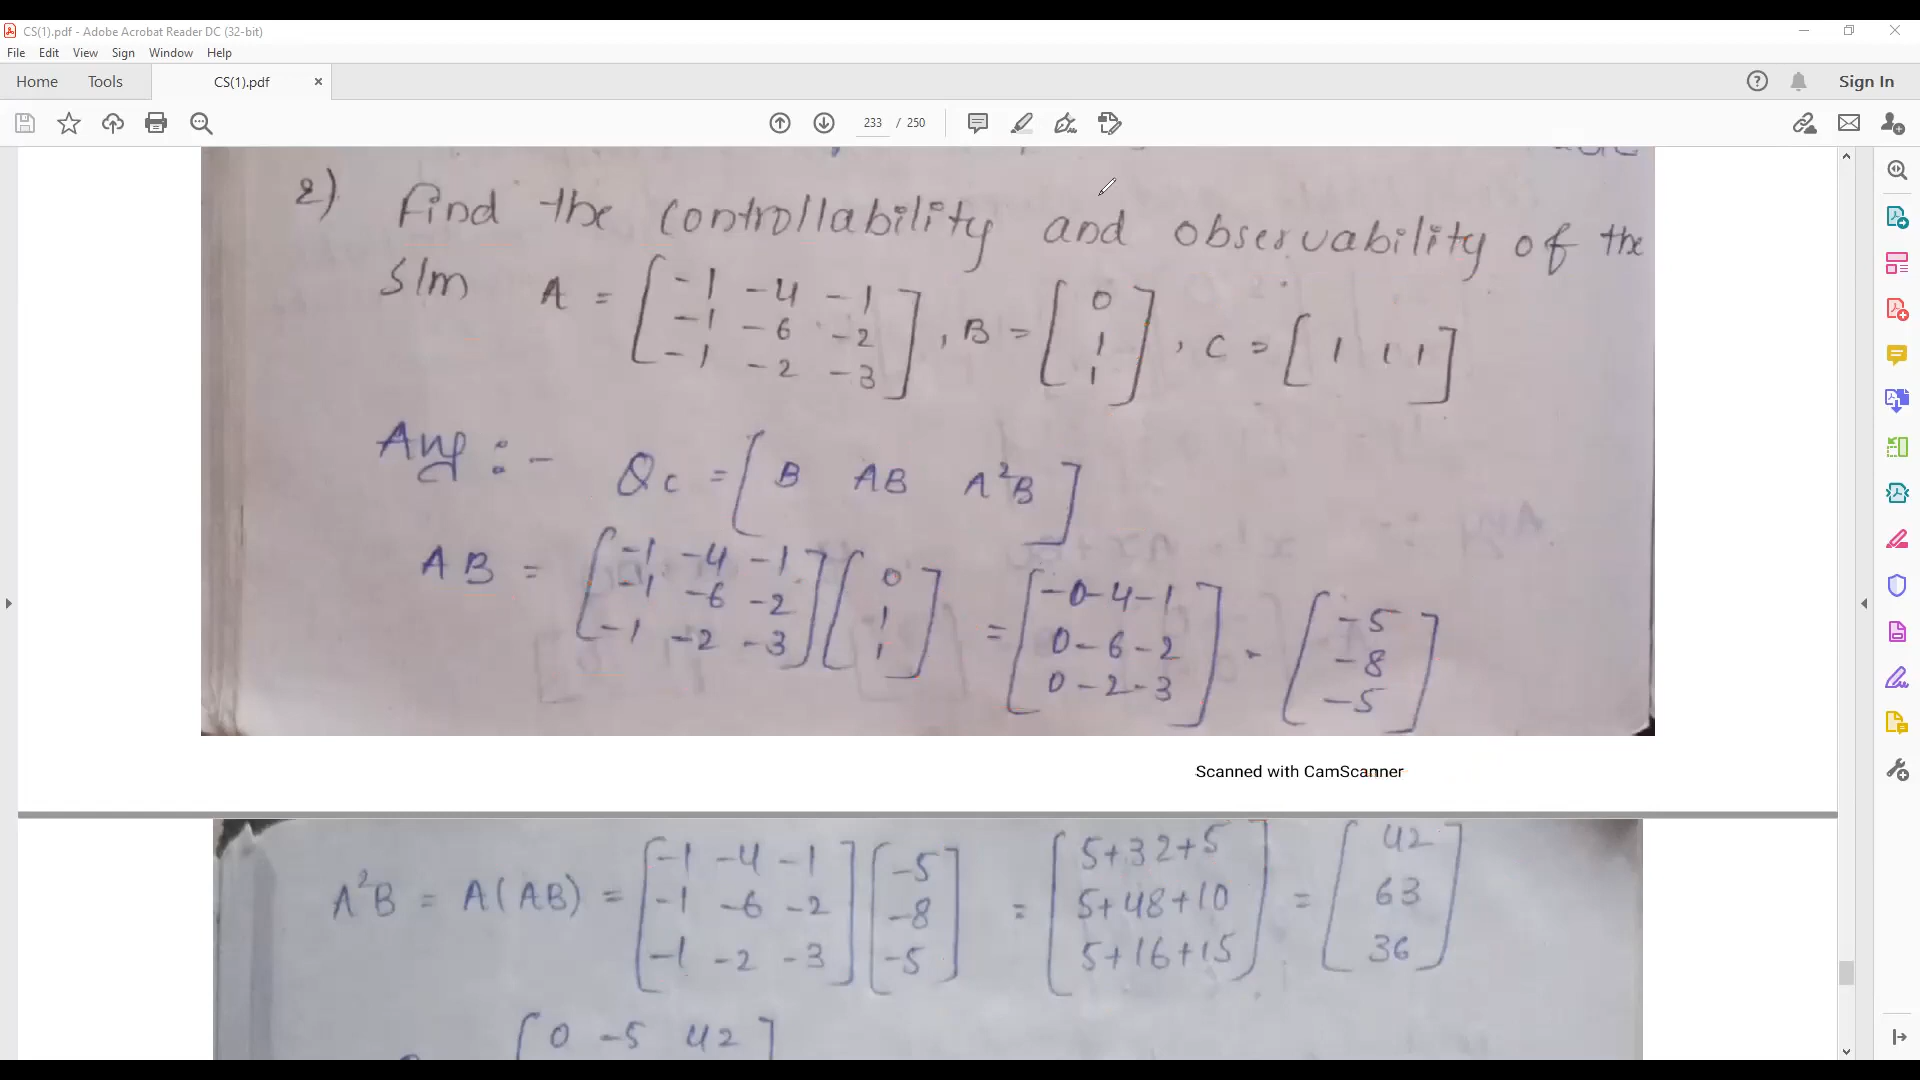 CS(1).pdf - Adobe Acrobat Reader DC (32-bit)
File Edit View Sign Window Help
Home Tools CS(1).pdf × Sign In
233 / 250
2) Find the controllability and observability of the
s/m A = [ -1 -4 -1 ] , B = [ 0 ] , C = [ 1 1 1 ]
-1 -6 -2 1
-1 -2 -3 1
Ans :- Qc = [ B AB A²B ]
AB = [ -1 -4 -1 ] [ 0 ] = [ -0-4-1 ] = [ -5 ]
-1 -6 -2 1 0-6-2 -8
-1 -2 -3 1 0-2-3 -5
Scanned with CamScanner
A²B = A(AB) = [ -1 -4 -1 ] [ -5 ] = [ 5+32+5 ] = [ 42 ]
-1 -6 -2 -8 5+48+10 63
-1 -2 -3 -5 5+16+15 36
[ 0 -5 42 ]